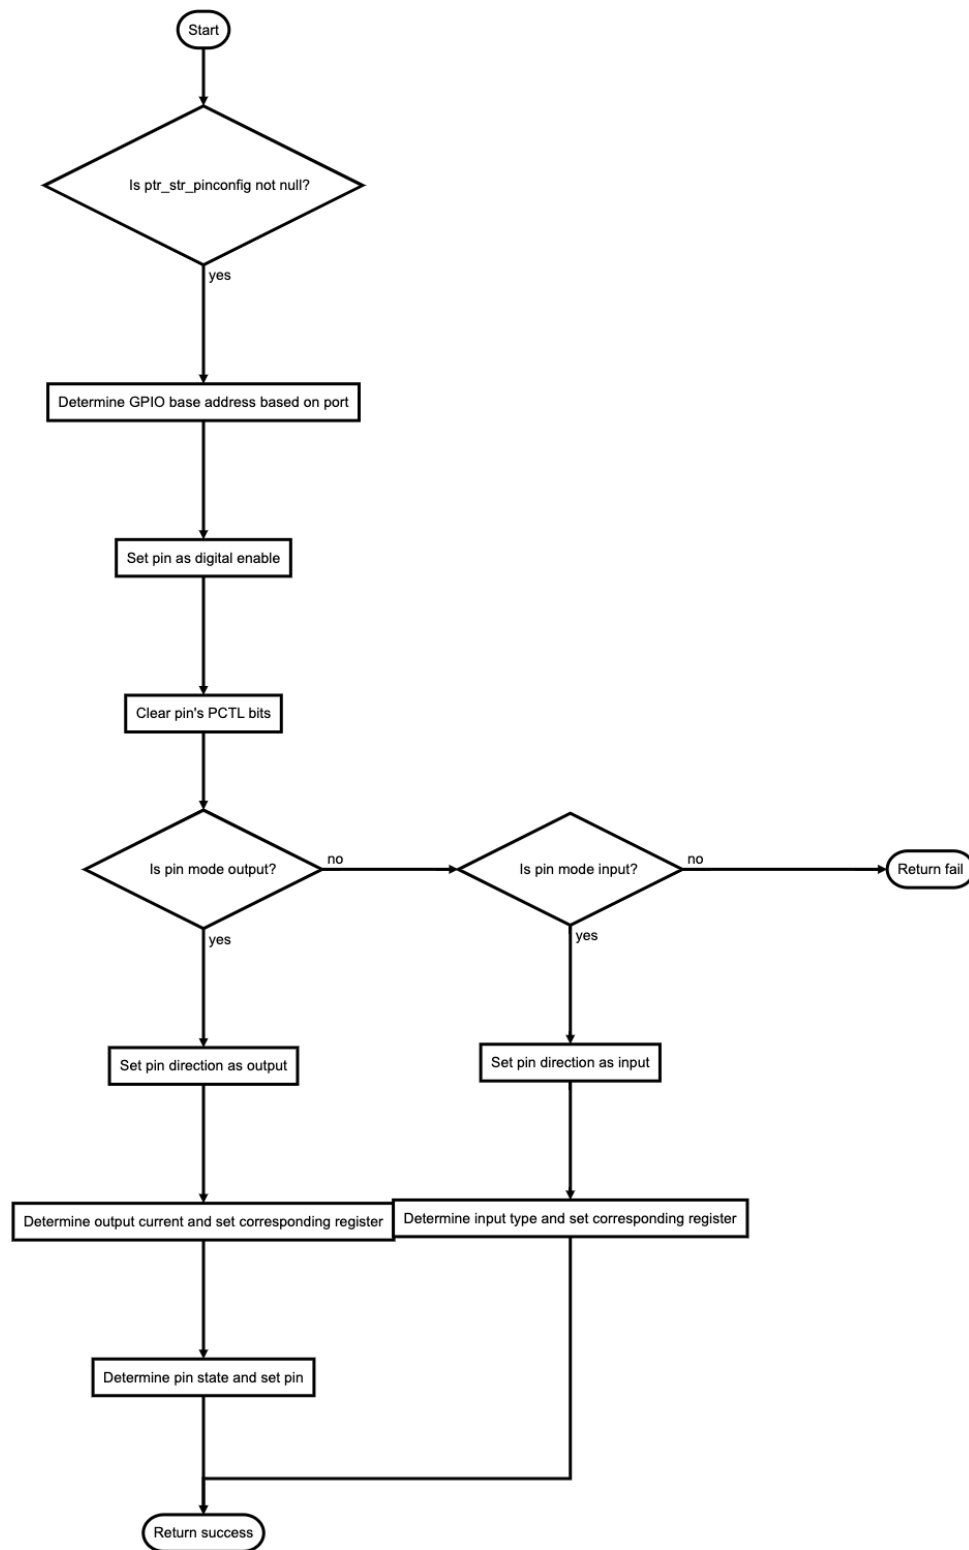 Start
Is ptr_str_pinconfig not null?
yes
Determine GPIO base address based on port
Set pin as digital enable
Clear pin's PCTL bits
Is pin mode output?
no
Is pin mode input?
no
Return fail
yes
yes
Set pin direction as output
Set pin direction as input
Determine output current and set corresponding register
Determine input type and set corresponding register
Determine pin state and set pin
Return success